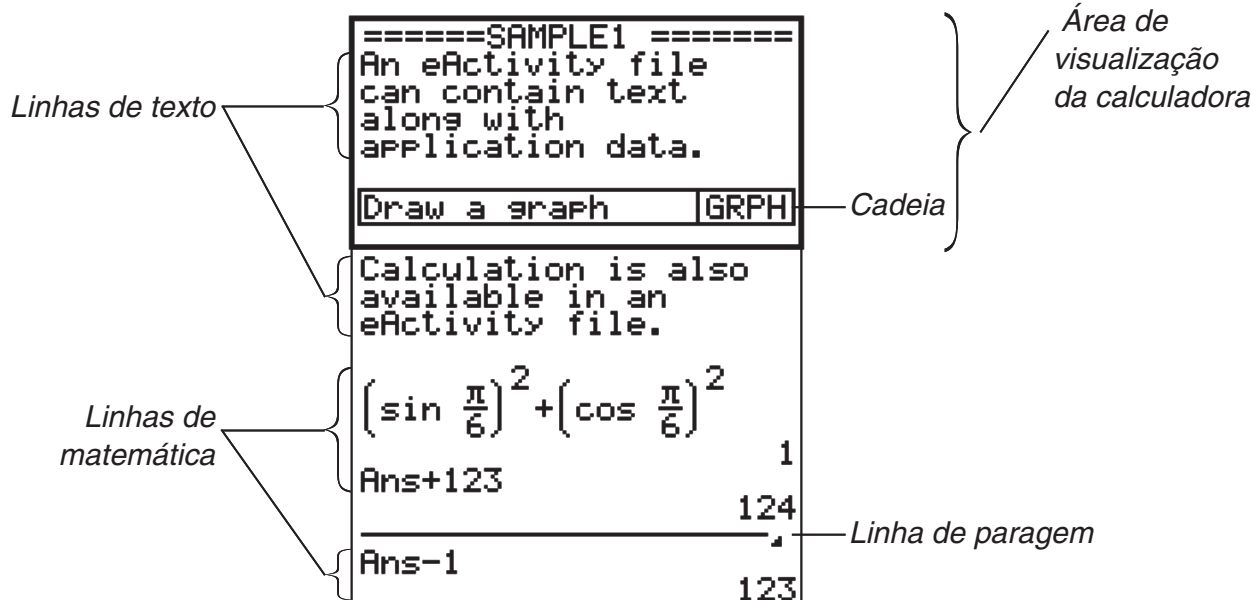 ======SAMPLE1 =======
An eActivity file
can contain text
along with
application data.
Draw a graph GRPH
Calculation is also
available in an
eActivity file.
(sin π/6)²+(cos π/6)²
1
Ans+123
124
Ans−1
123
Linhas de texto
Linhas de
matemática
Área de
visualização
da calculadora
Cadeia
Linha de paragem